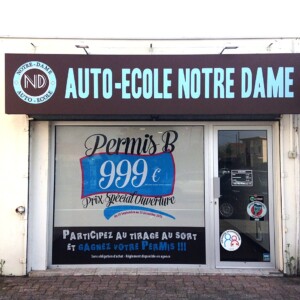 NOTRE-DAME
ND
AUTO-ECOLE
AUTO-ECOLE NOTRE DAME
Permis B
999 €
Prix Spécial Ouverture
PARTICIPEZ AU TIRAGE AU SORT
ET GAGNEZ VOTRE PERMIS !!!